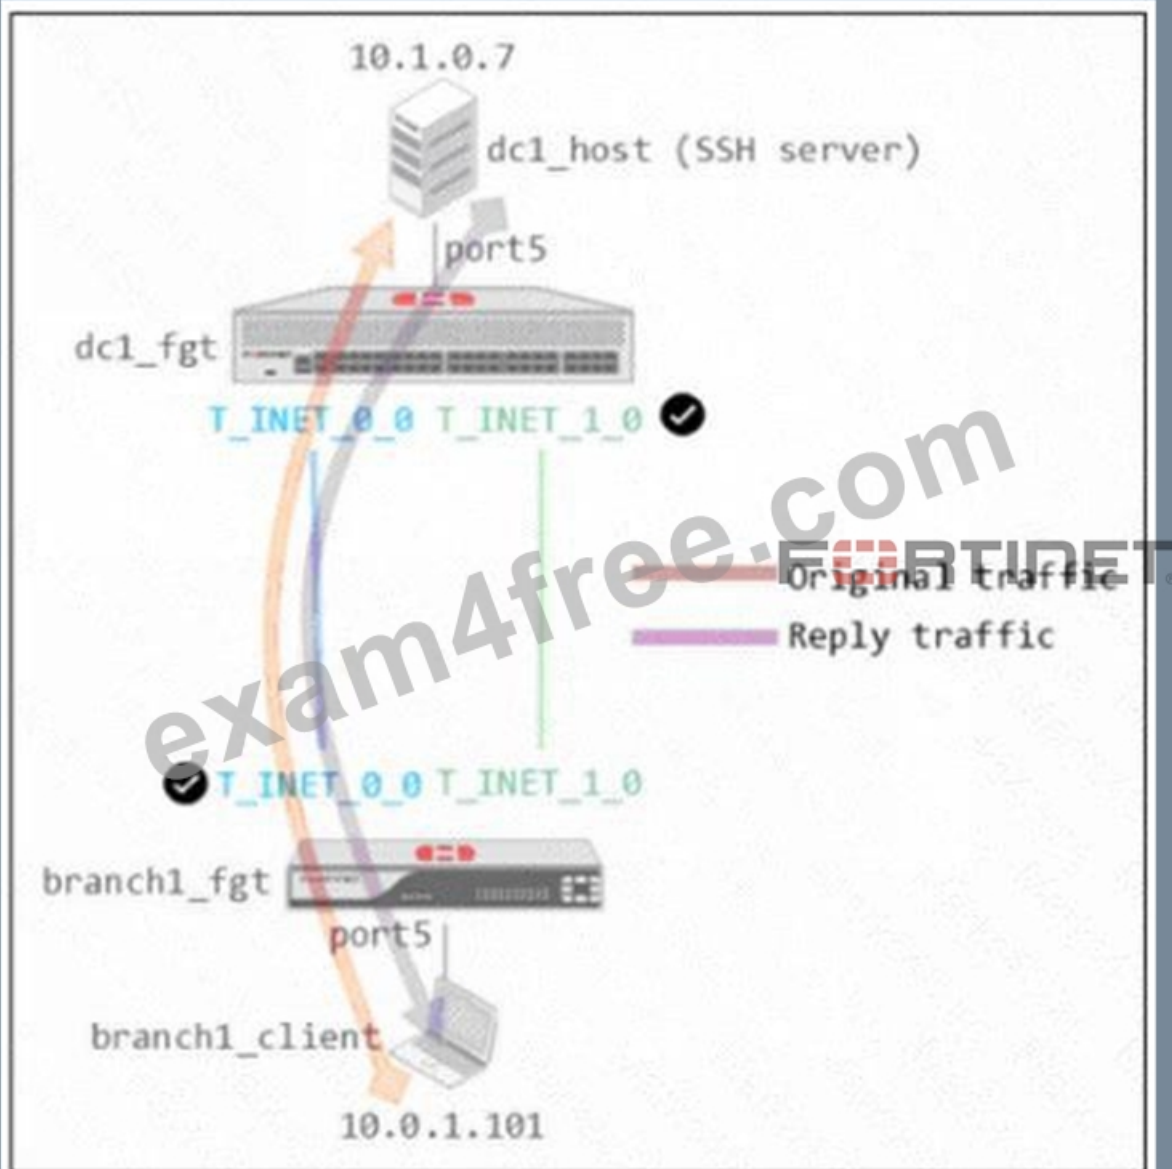 10.1.0.7
dc1_host (SSH server)
port5
dc1_fgt
T_INET_0_0 T_INET_1_0
exam4free.com
FORTINET
Original traffic
Reply traffic
T_INET_0_0 T_INET_1_0
branch1_fgt
port5
branch1_client
10.0.1.101